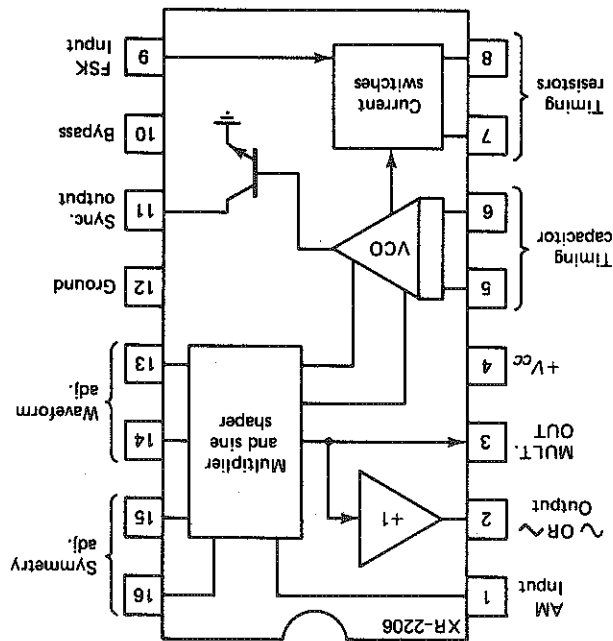 XR-2206
AM
Input
1
16
Symmetry
adj.
15
∿ OR
Output
2
+1
MULT.
OUT
3
Multiplier
and sine
shaper
14
Waveform
adj.
13
+VCC
4
12
Ground
Timing
capacitor
5
6
VCO
11
Sync.
output
10
Bypass
Timing
resistors
7
8
Current
switches
9
FSK
Input